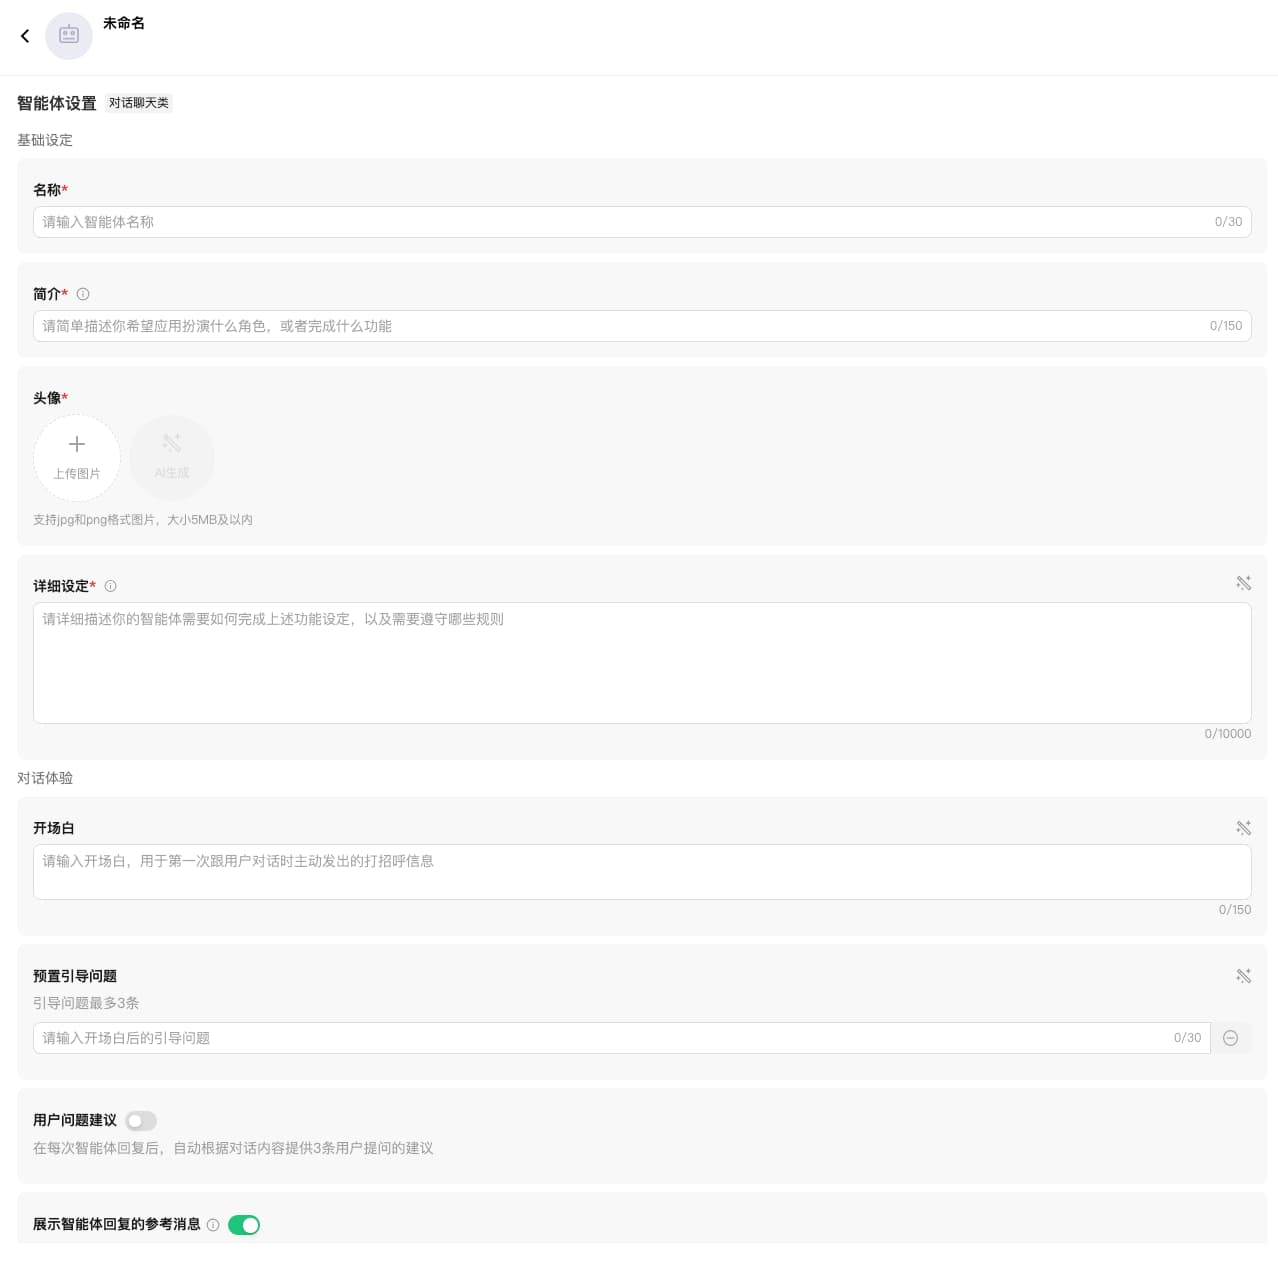 未命名
智能体设置 对话聊天类
基础设定
名称*
请输入智能体名称 0/30
简介*
请简单描述你希望应用扮演什么角色，或者完成什么功能 0/150
头像*
上传图片 AI生成
支持jpg和png格式图片，大小5MB及以内
详细设定*
请详细描述你的智能体需要如何完成上述功能设定，以及需要遵守哪些规则
0/10000
对话体验
开场白
请输入开场白，用于第一次跟用户对话时主动发出的打招呼信息
0/150
预置引导问题
引导问题最多3条
请输入开场白后的引导问题 0/30
用户问题建议
在每次智能体回复后，自动根据对话内容提供3条用户提问的建议
展示智能体回复的参考消息